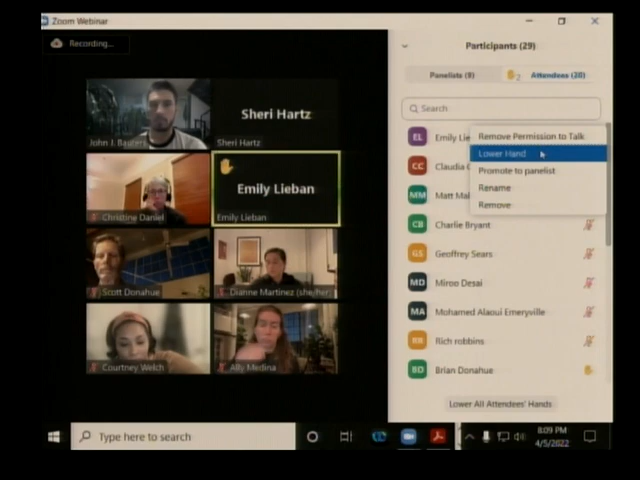 Zoom Webinar
Recording...
Participants (29)
Attendees (20)
Search
John J. Bauters
Sheri Hartz
Sheri Hartz
Christine Daniel
Emily Lieban
Emily Lieban
Scott Donahue
Dianne Martinez (she/her
Courtney Welch
Ally Medina
EL Emily Lie
Remove Permission to Talk
Lower Hand
Promote to panelist
Rename
Remove
CC Claudia
MM Matt Ma
CB Charlie Bryant
GS Geoffrey Sears
MD Miroo Desai
MA Mohamed Alaoui Emeryville
RR Rich robbins
BD Brian Donahue
Lower All Attendees' Hands
Type here to search
8:09 PM
4/5/2022